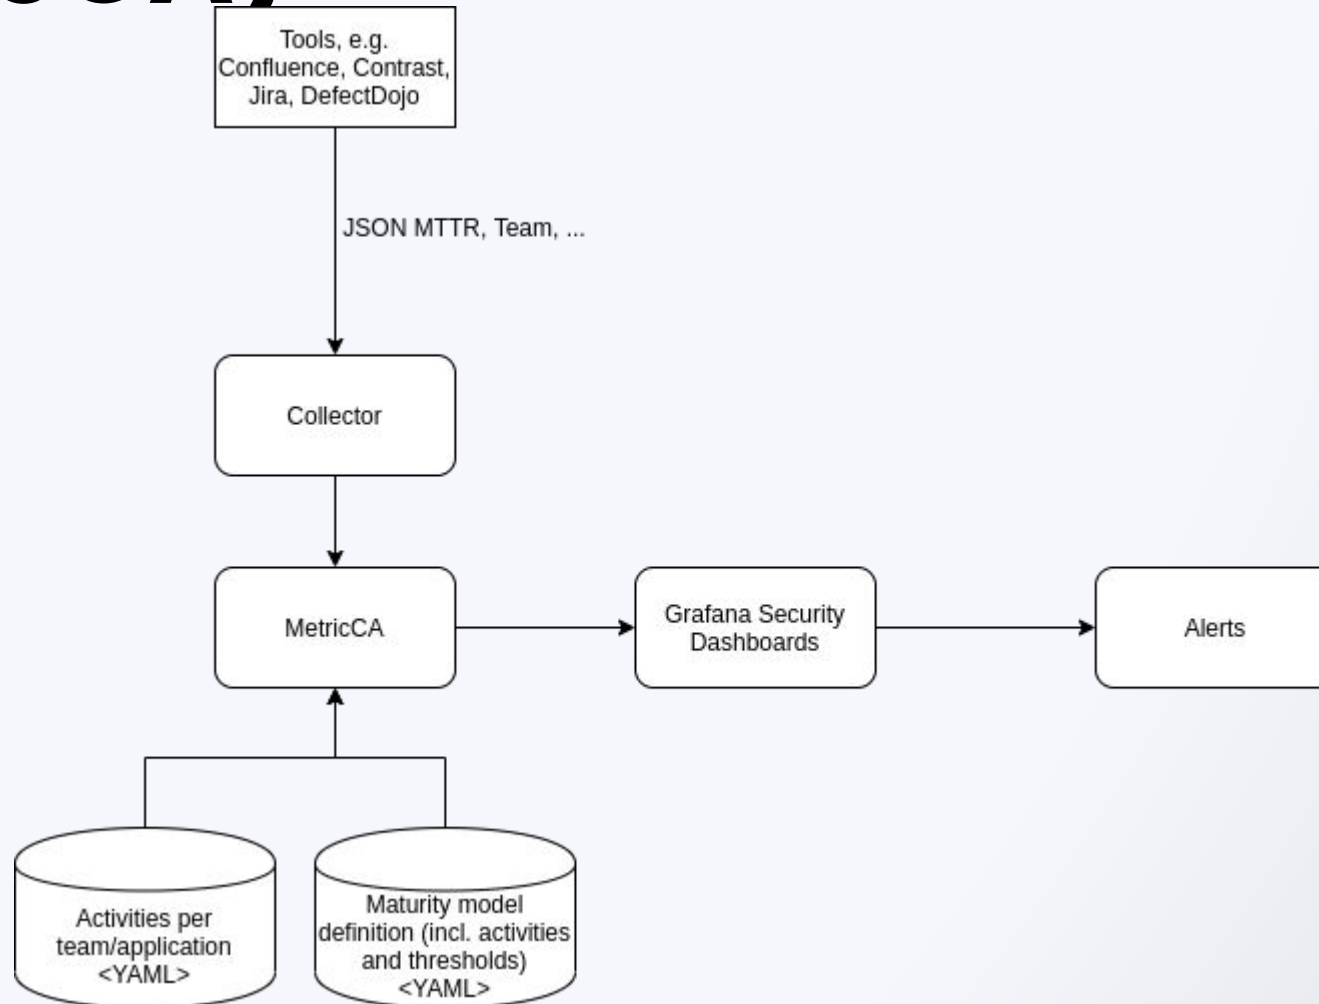 Tools, e.g.
Confluence, Contrast,
Jira, DefectDojo
JSON MTTR, Team, ...
Collector
MetricCA
Grafana Security
Dashboards
Alerts
Activities per
team/application
<YAML>
Maturity model
definition (incl. activities
and thresholds)
<YAML>